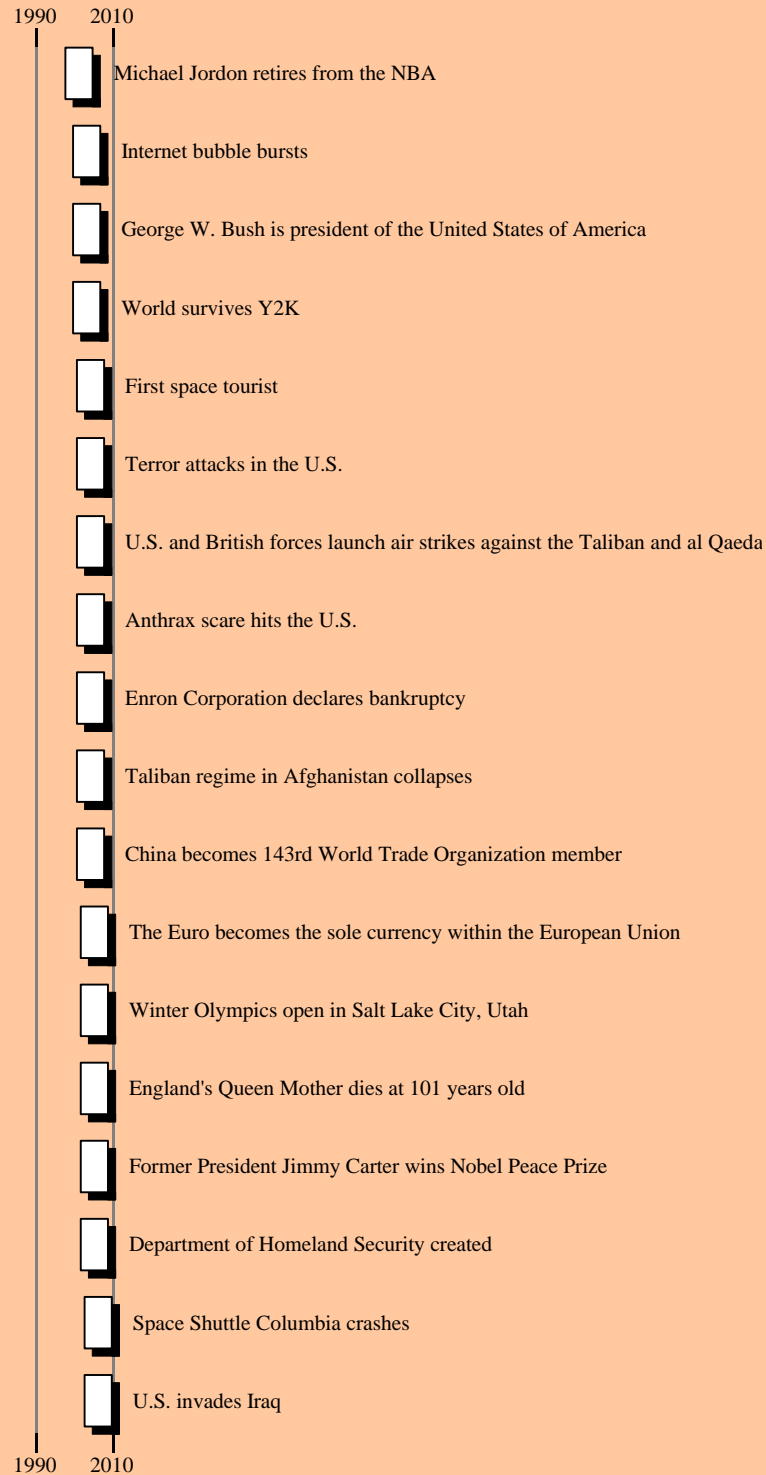 1990 2010
Michael Jordon retires from the NBA
Internet bubble bursts
George W. Bush is president of the United States of America
World survives Y2K
First space tourist
Terror attacks in the U.S.
U.S. and British forces launch air strikes against the Taliban and al Qaeda
Anthrax scare hits the U.S.
Enron Corporation declares bankruptcy
Taliban regime in Afghanistan collapses
China becomes 143rd World Trade Organization member
The Euro becomes the sole currency within the European Union
Winter Olympics open in Salt Lake City, Utah
England's Queen Mother dies at 101 years old
Former President Jimmy Carter wins Nobel Peace Prize
Department of Homeland Security created
Space Shuttle Columbia crashes
U.S. invades Iraq
1990 2010